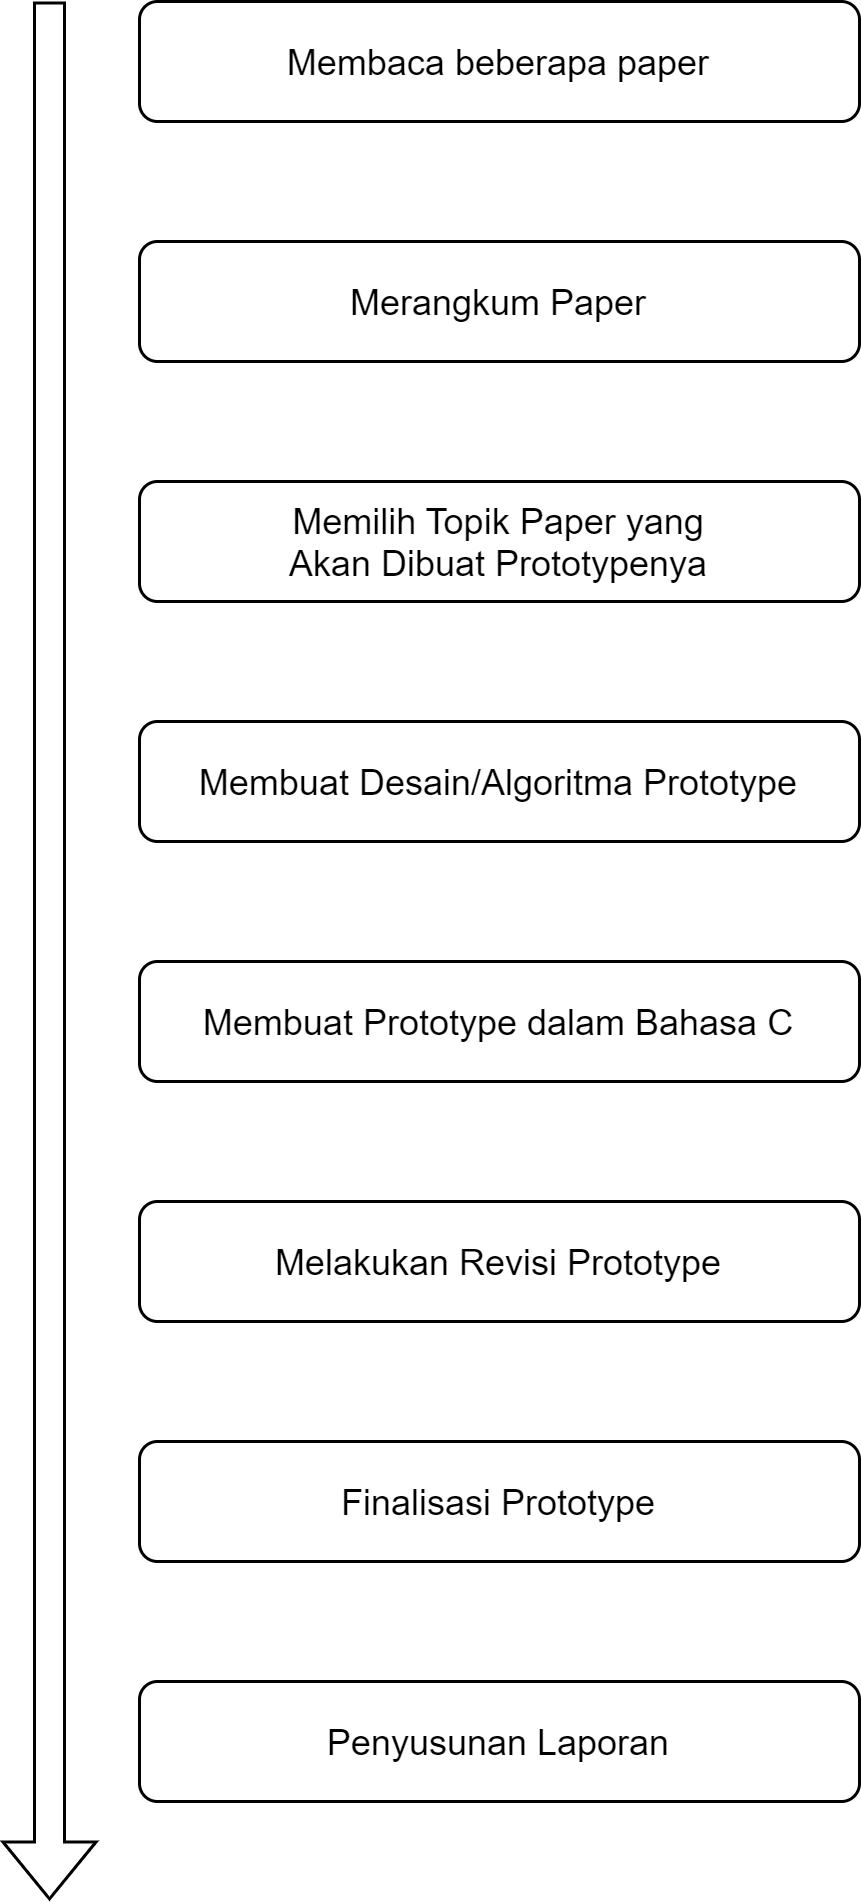 Membaca beberapa paper
Merangkum Paper
Memilih Topik Paper yang
Akan Dibuat Prototypenya
Membuat Desain/Algoritma Prototype
Membuat Prototype dalam Bahasa C
Melakukan Revisi Prototype
Finalisasi Prototype
Penyusunan Laporan